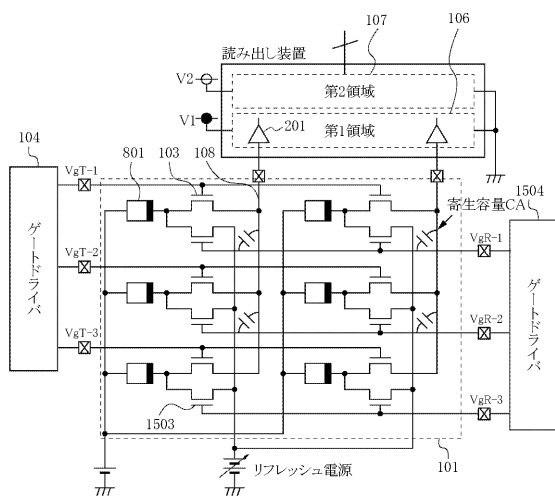 107
106
読み出し装置
V2
第2領域
V1
201
第1領域
104
103
108
VgT-1
801
寄生容量CA
1504
VgR-1
ゲートドライバ
VgT-2
ゲートドライバ
VgR-2
VgT-3
VgR-3
1503
101
リフレッシュ電源